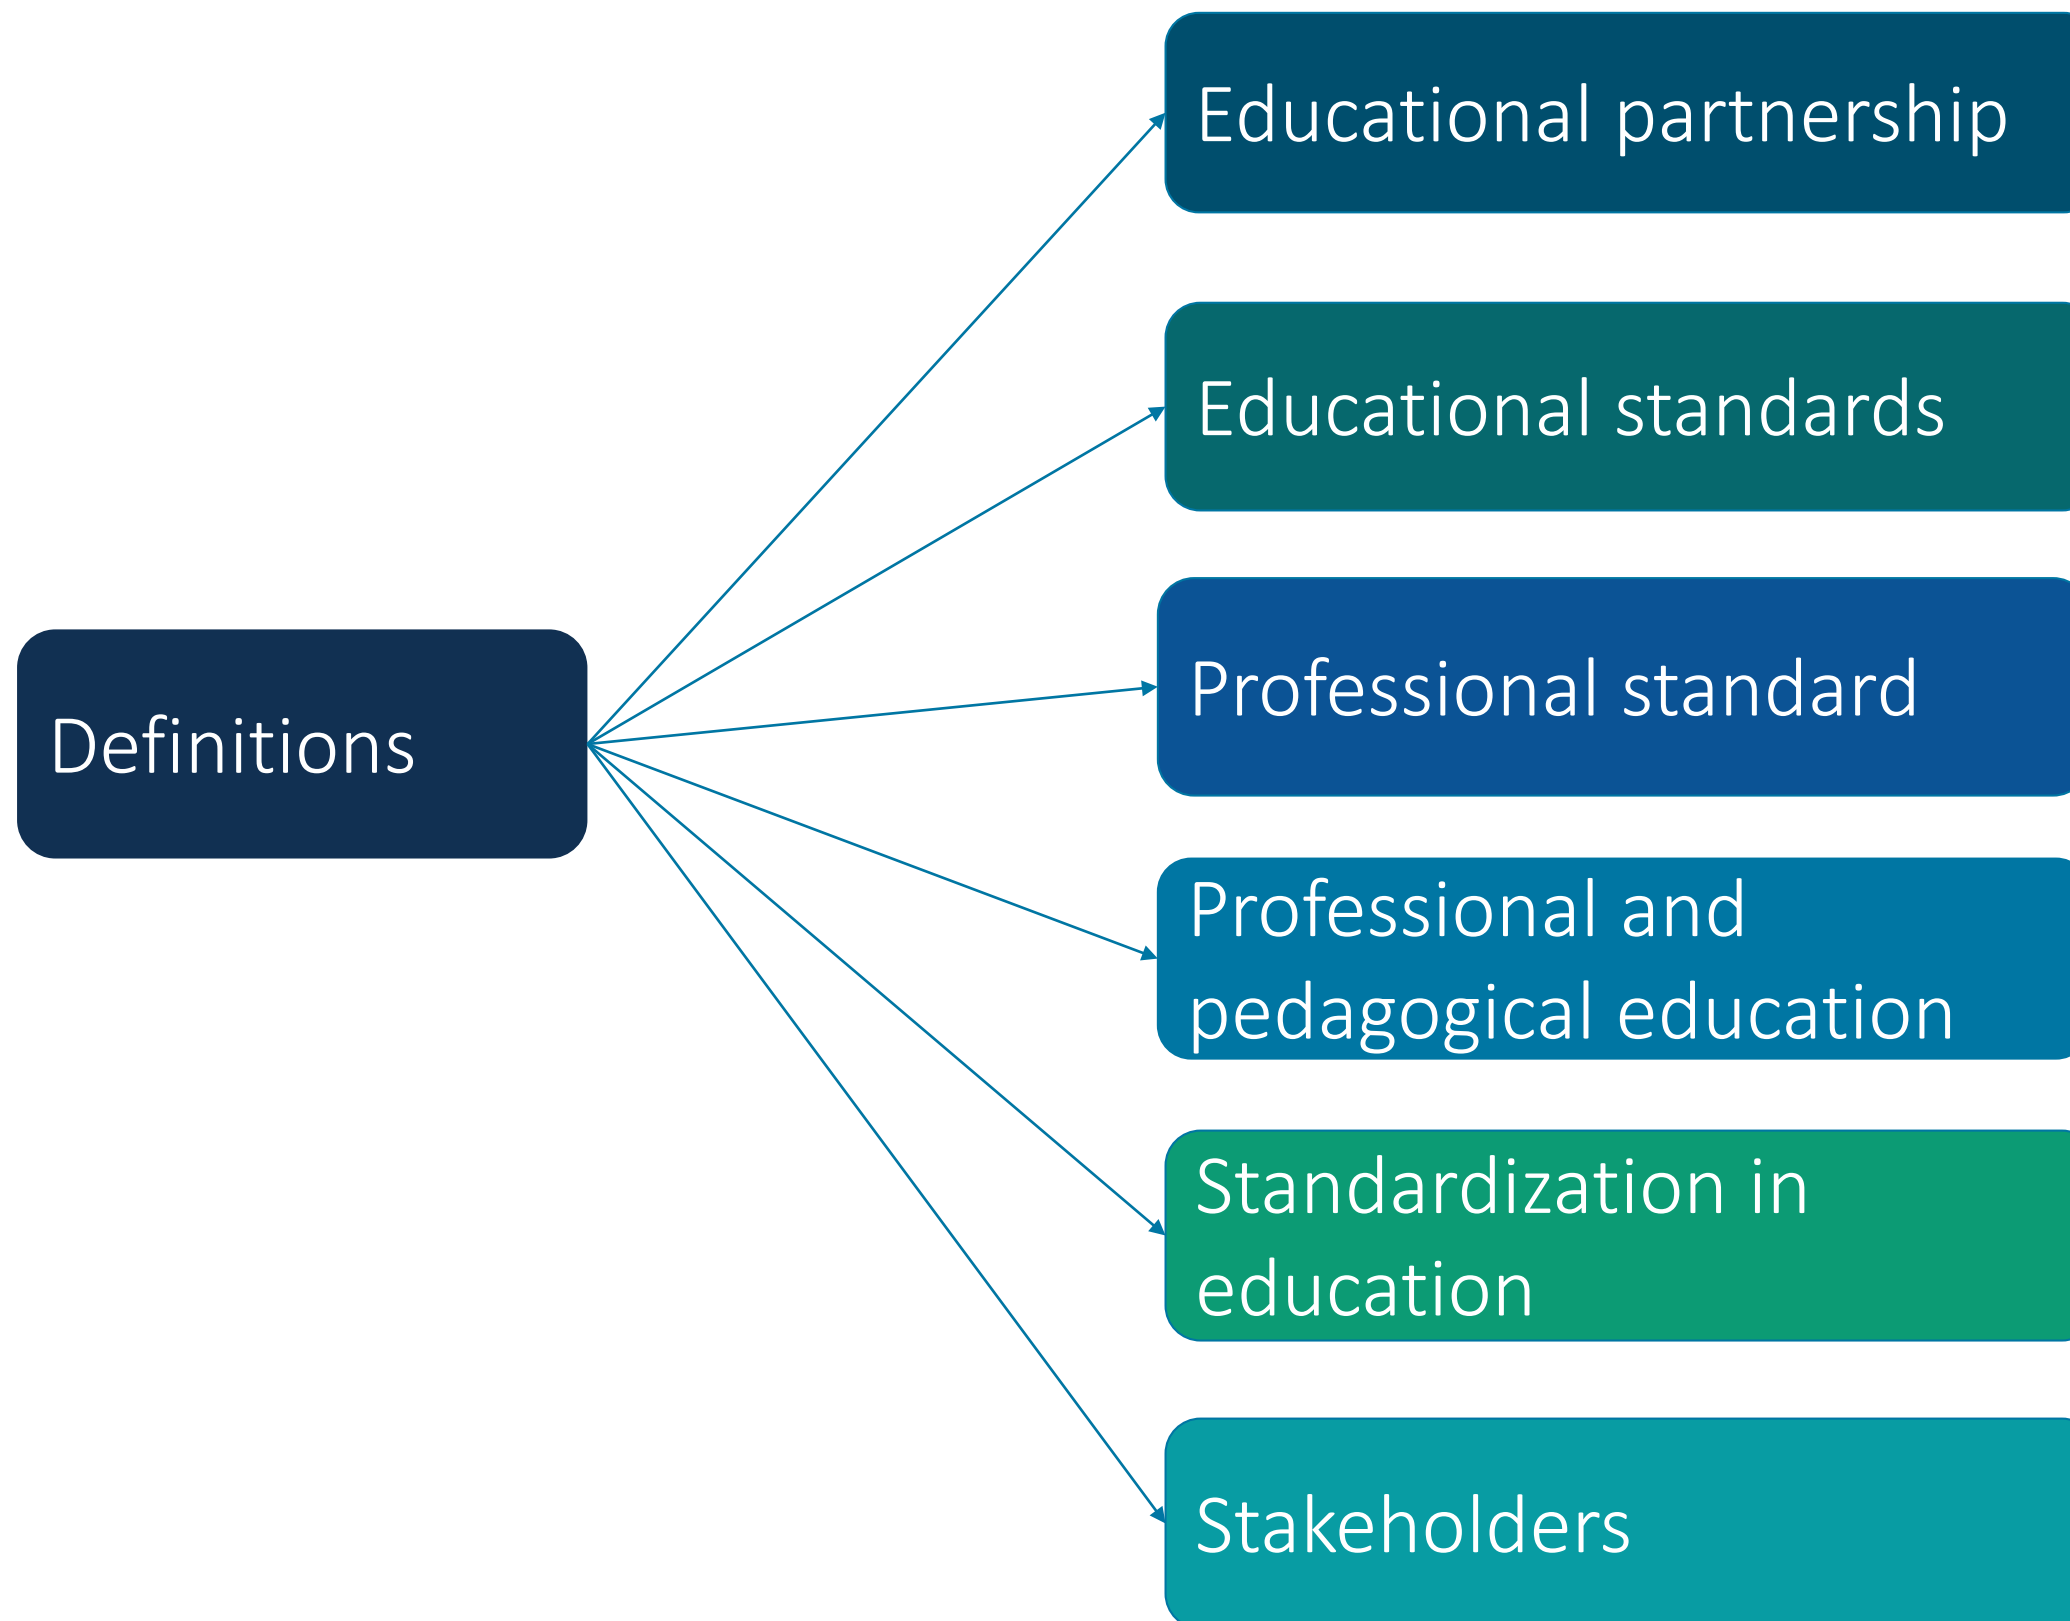 Educational partnership
Educational standards
Professional standard
Definitions
Professional and
pedagogical education
Standardization in
education
Stakeholders